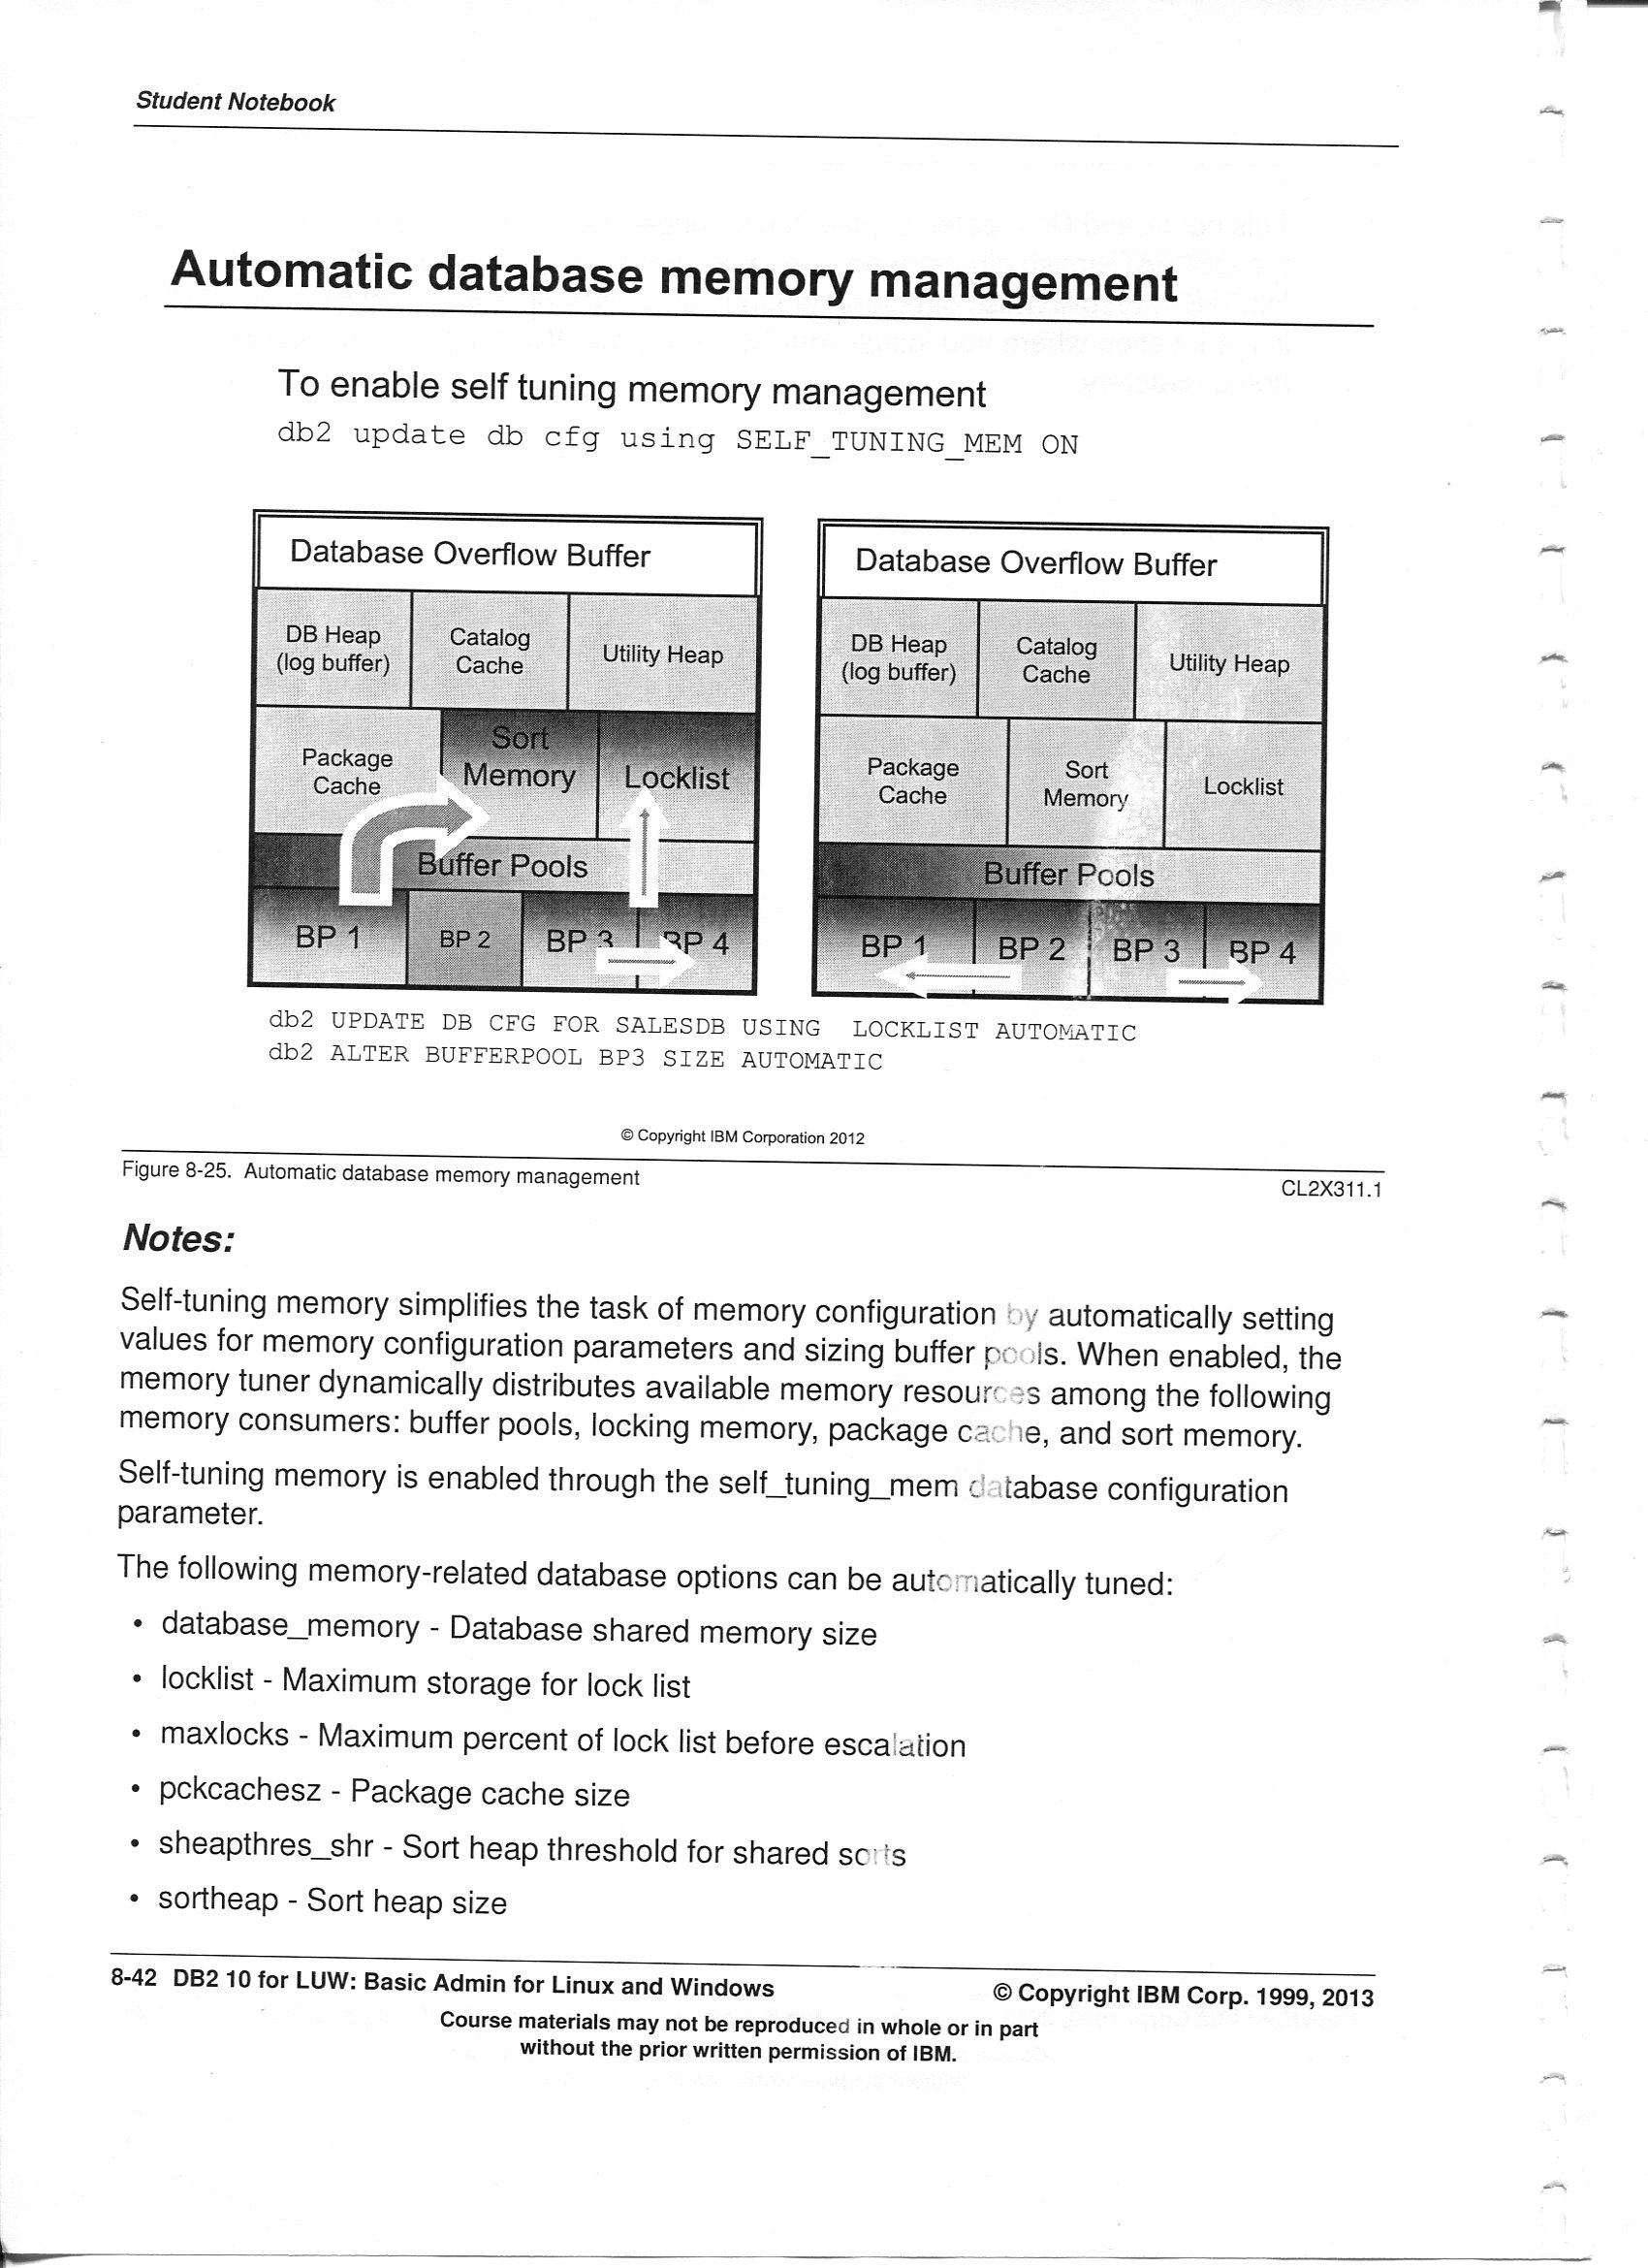 Student Notebook
Automatic database memory management
To enable self tuning memory management
db2 update db cfg using SELF_TUNING_MEM ON
Database Overflow Buffer
DB Heap
(log buffer)
Catalog
Cache
Utility Heap
Package
Cache
Sort
Memory
Locklist
Buffer Pools
BP 1
BP 2
BP 3
BP 4
Database Overflow Buffer
DB Heap
(log buffer)
Catalog
Cache
Utility Heap
Package
Cache
Sort
Memory
Locklist
Buffer Pools
BP 1
BP 2
BP 3
BP 4
db2 UPDATE DB CFG FOR SALESDB USING LOCKLIST AUTOMATIC
db2 ALTER BUFFERPOOL BP3 SIZE AUTOMATIC
© Copyright IBM Corporation 2012
Figure 8-25. Automatic database memory management
CL2X311.1
Notes:
Self-tuning memory simplifies the task of memory configuration by automatically setting
values for memory configuration parameters and sizing buffer pools. When enabled, the
memory tuner dynamically distributes available memory resources among the following
memory consumers: buffer pools, locking memory, package cache, and sort memory.
Self-tuning memory is enabled through the self_tuning_mem database configuration
parameter.
The following memory-related database options can be automatically tuned:
• database_memory - Database shared memory size
• locklist - Maximum storage for lock list
• maxlocks - Maximum percent of lock list before escalation
• pckcachesz - Package cache size
• sheapthres_shr - Sort heap threshold for shared sorts
• sortheap - Sort heap size
8-42 DB2 10 for LUW: Basic Admin for Linux and Windows
© Copyright IBM Corp. 1999, 2013
Course materials may not be reproduced in whole or in part
without the prior written permission of IBM.